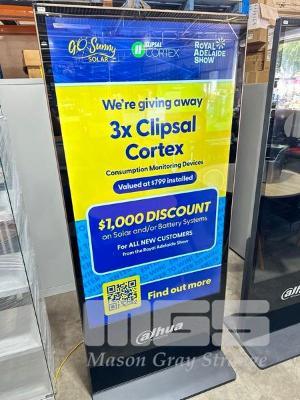 GO Sunny
SOLAR
CLIPSAL
CORTEX
ROYAL
ADELAIDE
SHOW
We're giving away
3x Clipsal
Cortex
Consumption Monitoring Devices
Valued at $799 installed
$1,000 DISCOUNT
on Solar and/or Battery Systems
For ALL NEW CUSTOMERS
From the Royal Adelaide Show
Find out more
alhua
MGS
Mason Gray Strange